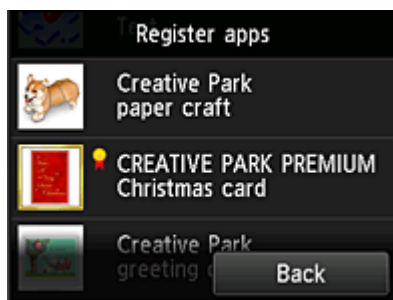 Register apps
Creative Park
paper craft
CREATIVE PARK PREMIUM
Christmas card
Creative Park
greeting
Back